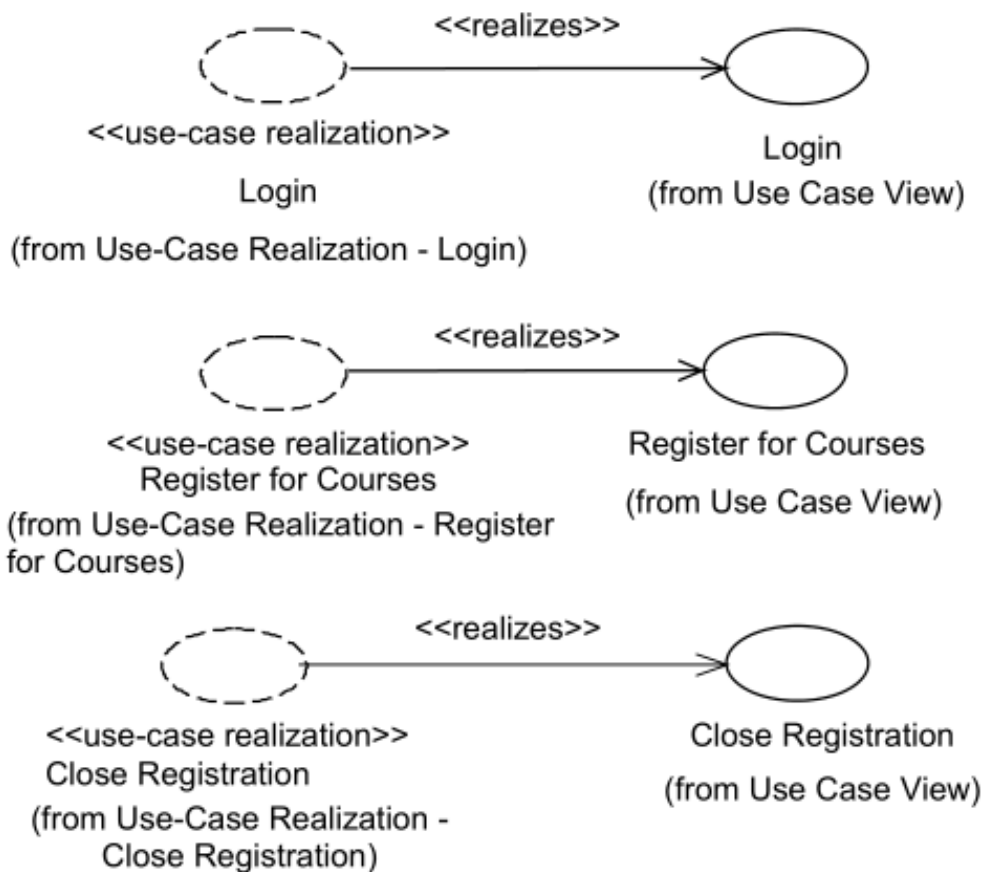 <<realizes>>
<<use-case realization>>
Login
(from Use-Case Realization - Login)
Login
(from Use Case View)
<<realizes>>
<<use-case realization>>
Register for Courses
(from Use-Case Realization - Register
for Courses)
Register for Courses
(from Use Case View)
<<realizes>>
<<use-case realization>>
Close Registration
(from Use-Case Realization -
Close Registration)
Close Registration
(from Use Case View)